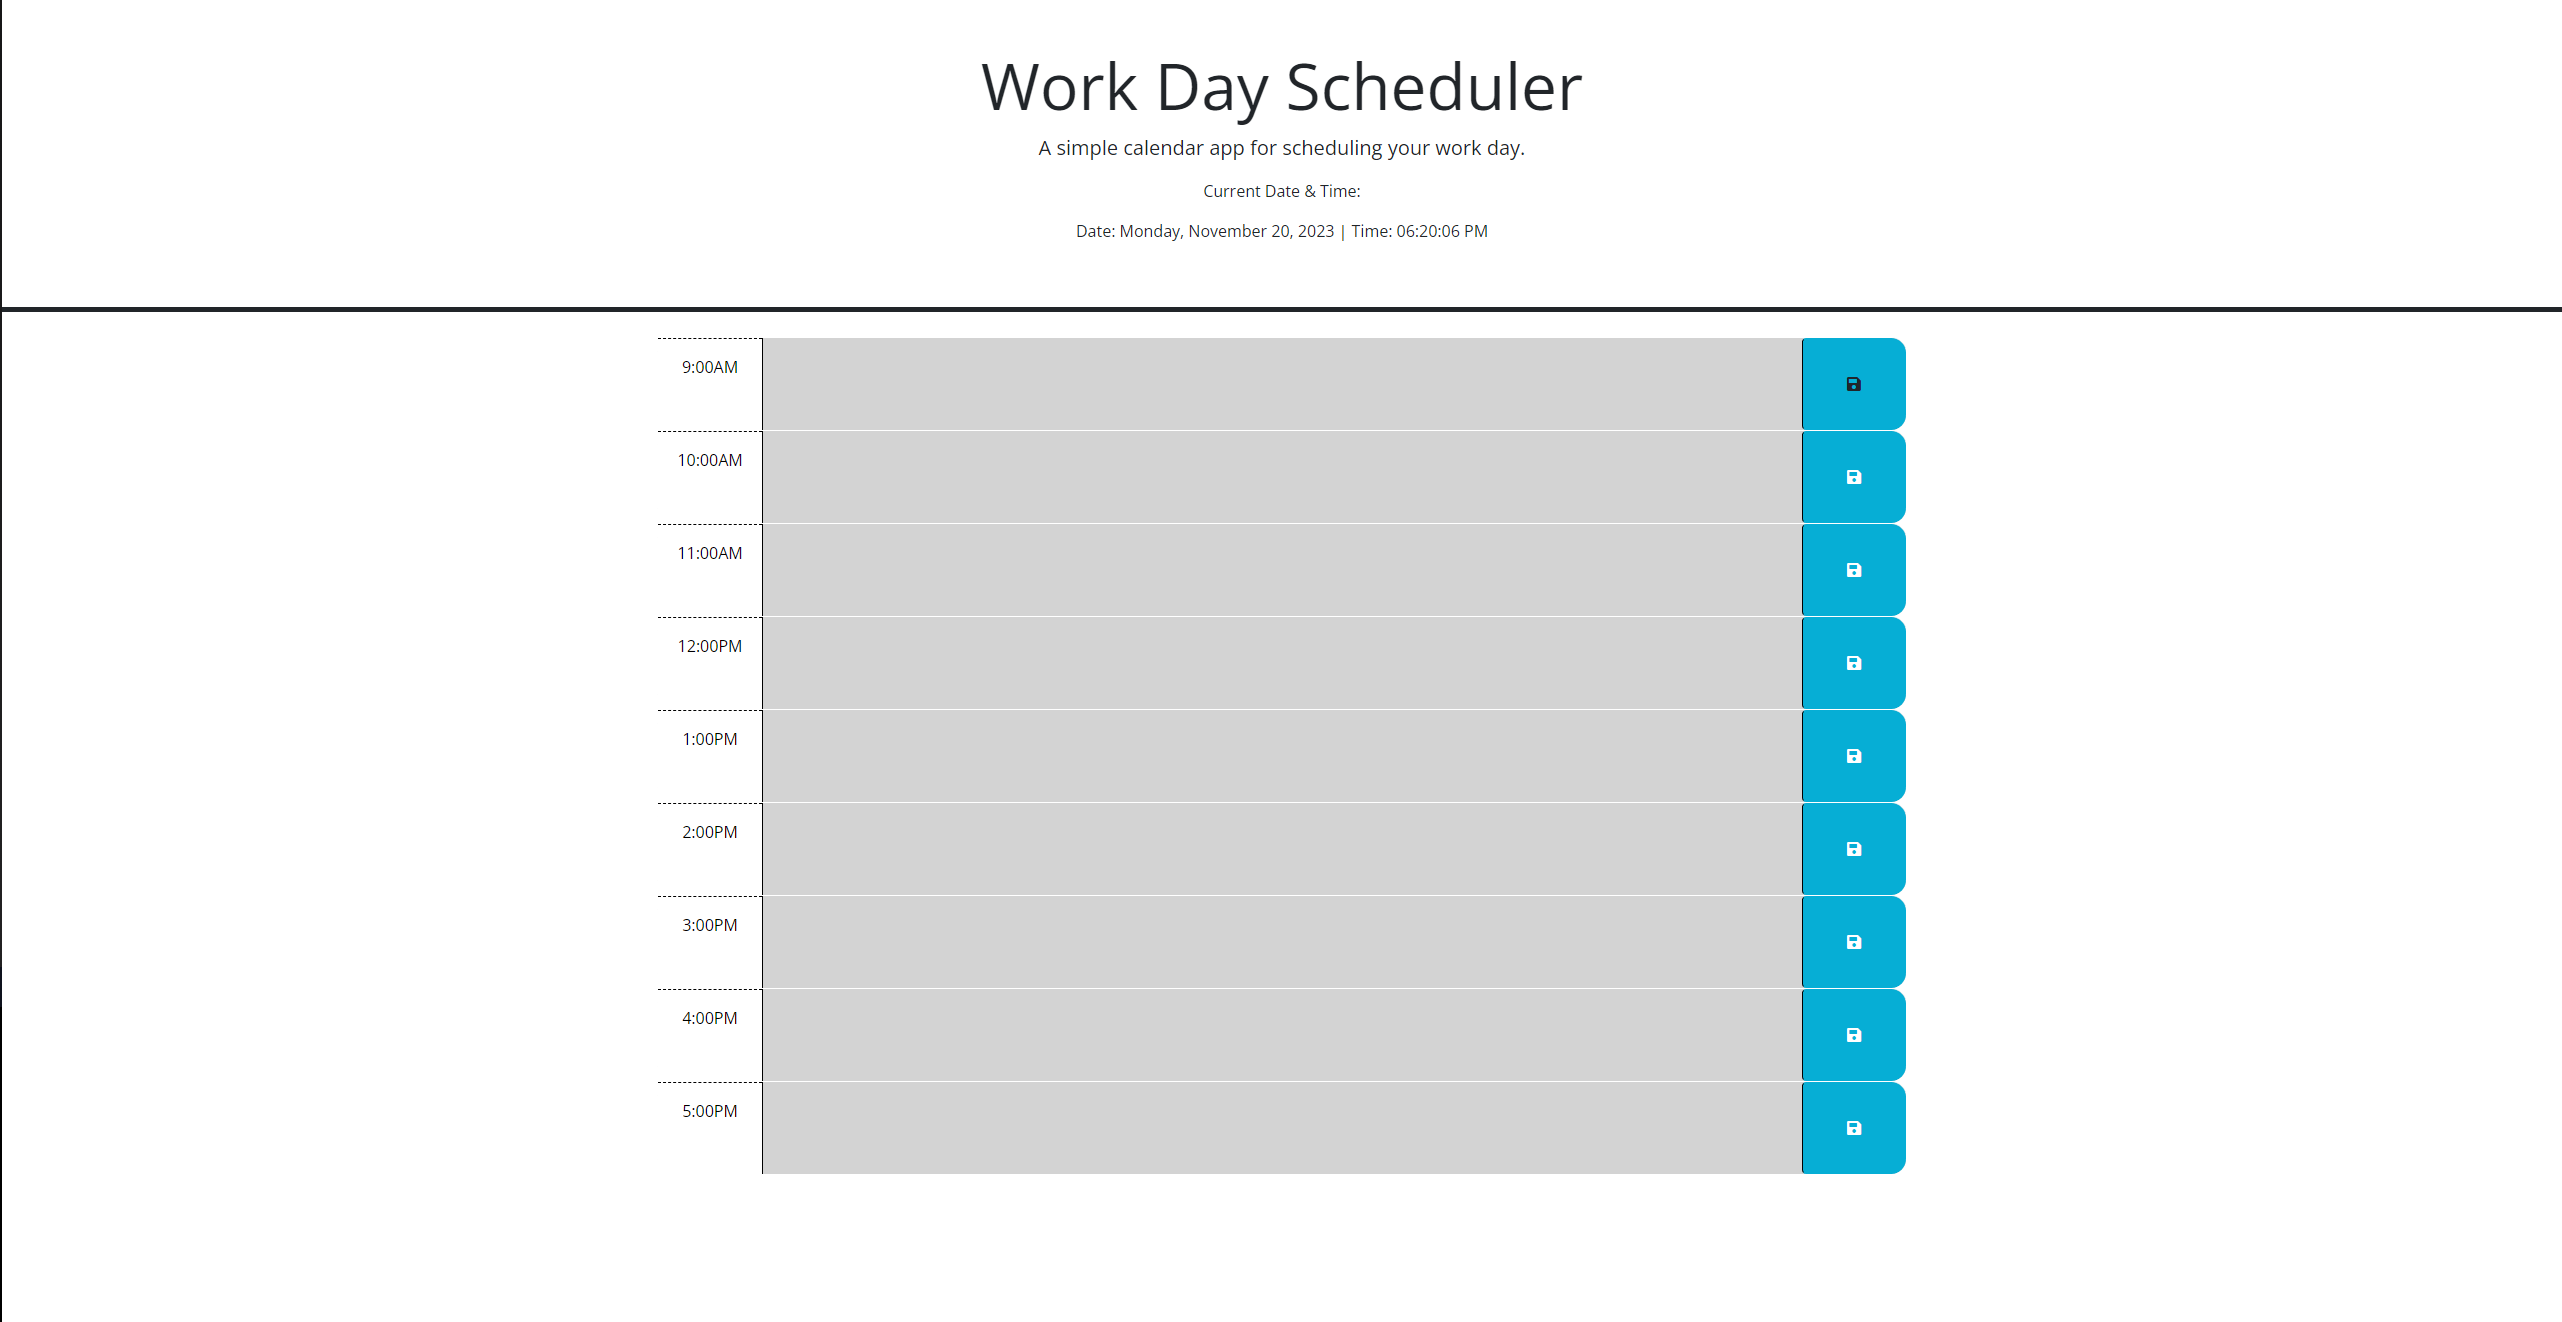 Work Day Scheduler
A simple calendar app for scheduling your work day.
Current Date & Time:
Date: Monday, November 20, 2023 | Time: 06:20:06 PM
9:00AM
10:00AM
11:00AM
12:00PM
1:00PM
2:00PM
3:00PM
4:00PM
5:00PM